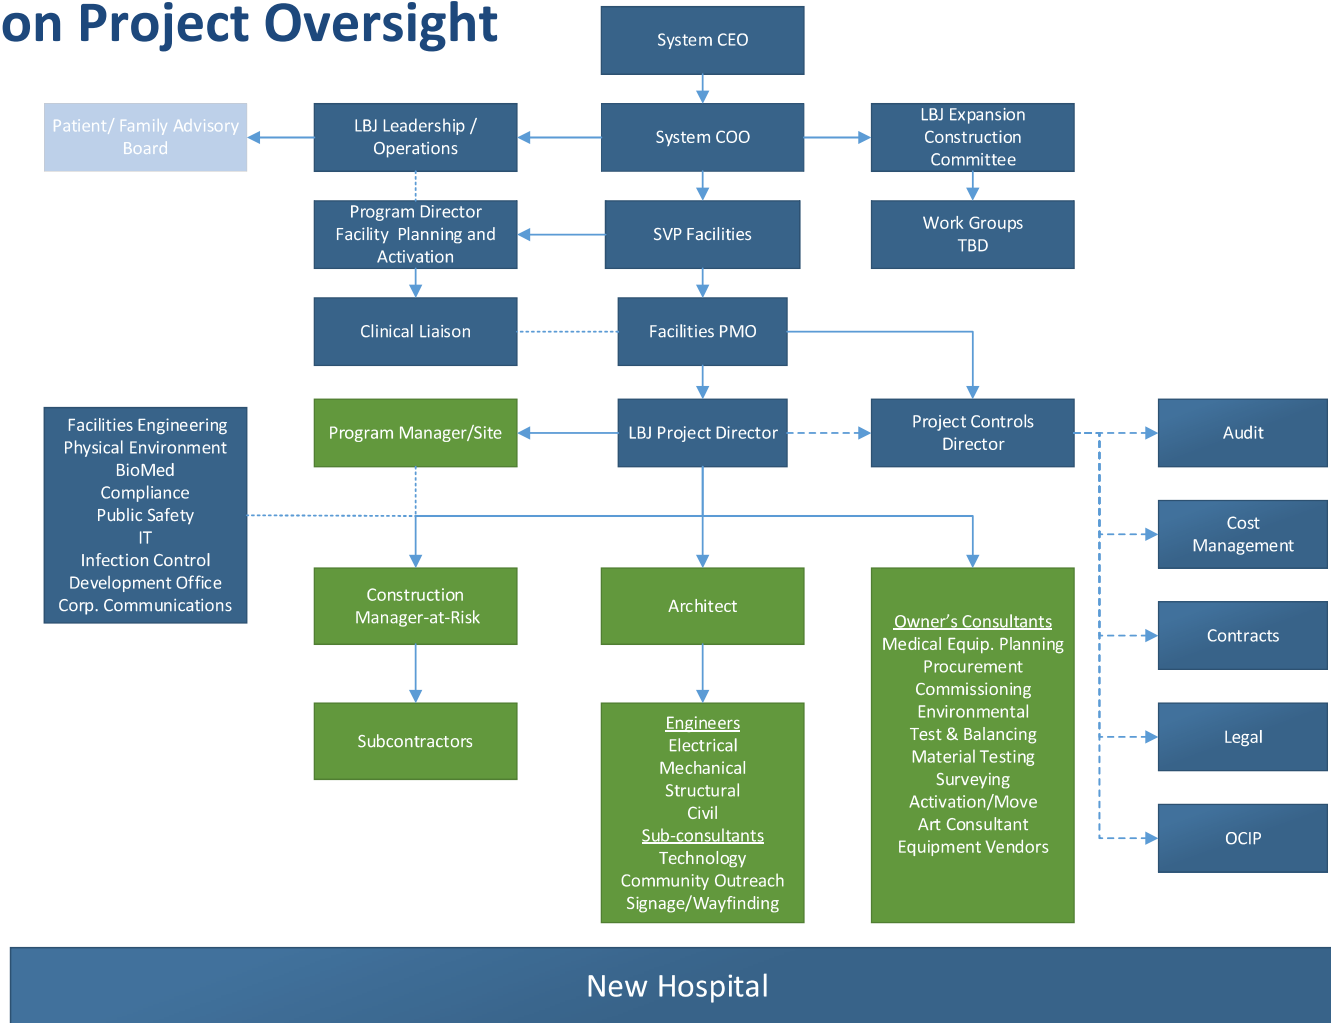 on Project Oversight
System CEO
Patient/ Family Advisory
Board
LBJ Leadership /
Operations
System COO
LBJ Expansion
Construction
Committee
Program Director
Facility Planning and
Activation
SVP Facilities
Work Groups
TBD
Clinical Liaison
Facilities PMO
Facilities Engineering
Physical Environment
BioMed
Compliance
Public Safety
IT
Infection Control
Development Office
Corp. Communications
Program Manager/Site
LBJ Project Director
Project Controls
Director
Audit
Cost
Management
Contracts
Legal
OCIP
Construction
Manager-at-Risk
Architect
Owner’s Consultants
Medical Equip. Planning
Procurement
Commissioning
Environmental
Test & Balancing
Material Testing
Surveying
Activation/Move
Art Consultant
Equipment Vendors
Subcontractors
Engineers
Electrical
Mechanical
Structural
Civil
Sub-consultants
Technology
Community Outreach
Signage/Wayfinding
New Hospital